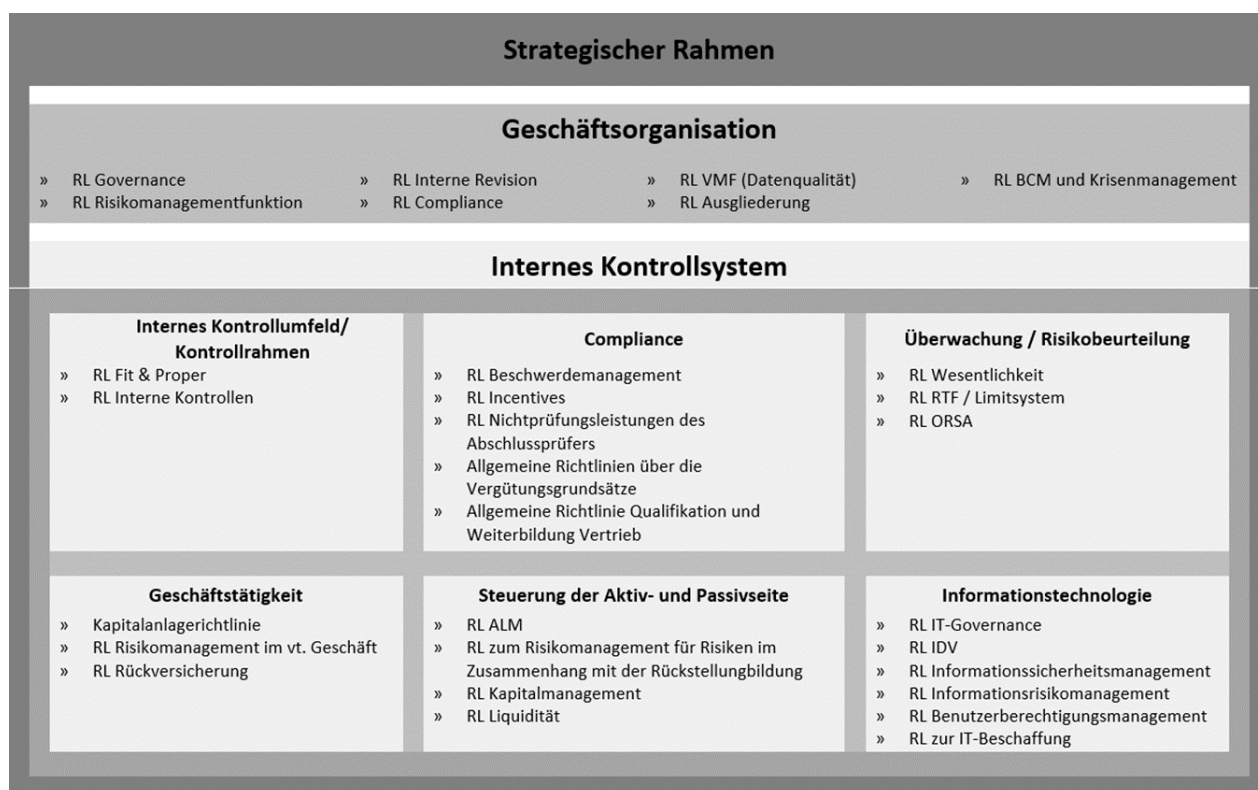 Strategischer Rahmen
Geschäftsorganisation
» RL Governance
» RL Risikomanagementfunktion
» RL Interne Revision
» RL Compliance
» RL VMF (Datenqualität)
» RL Ausgliederung
» RL BCM und Krisenmanagement
Internes Kontrollsystem
Internes Kontrollumfeld/
Kontrollrahmen
» RL Fit & Proper
» RL Interne Kontrollen
Compliance
» RL Beschwerdemanagement
» RL Incentives
» RL Nichtprüfungsleistungen des
Abschlussprüfers
» Allgemeine Richtlinien über die
Vergütungsgrundsätze
» Allgemeine Richtlinie Qualifikation und
Weiterbildung Vertrieb
Überwachung / Risikobeurteilung
» RL Wesentlichkeit
» RL RTF / Limitsystem
» RL ORSA
Geschäftstätigkeit
» Kapitalanlagerichtlinie
» RL Risikomanagement im vt. Geschäft
» RL Rückversicherung
Steuerung der Aktiv- und Passivseite
» RL ALM
» RL zum Risikomanagement für Risiken im
Zusammenhang mit der Rückstellungbildung
» RL Kapitalmanagement
» RL Liquidität
Informationstechnologie
» RL IT-Governance
» RL IDV
» RL Informationssicherheitsmanagement
» RL Informationsrisikomanagement
» RL Benutzerberechtigungsmanagement
» RL zur IT-Beschaffung